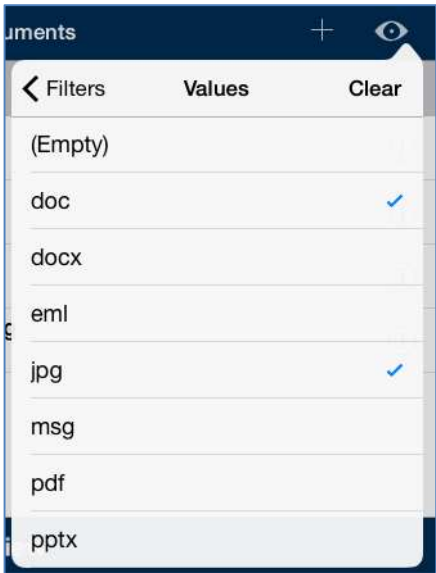 uments
Filters Values Clear
(Empty)
doc
docx
eml
jpg
msg
pdf
pptx